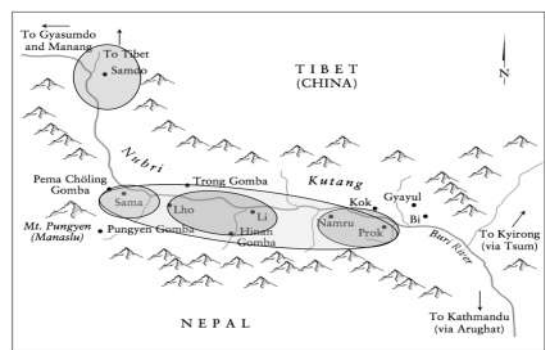 To Gyasumdo
and Manang
To Tibet
Samdo
TIBET
(CHINA)
N
Nubri
Pema Chöling
Gomba
Trong Gomba
Kutang
Kok
Gyayul
Bi
Sama
Lho
Li
Namru
Prok
Mt. Pungyen
(Manaslu)
Pungyen Gomba
Hinan
Gomba
Buri River
To Kyirong
(via Tsum)
NEPAL
To Kathmandu
(via Arughat)